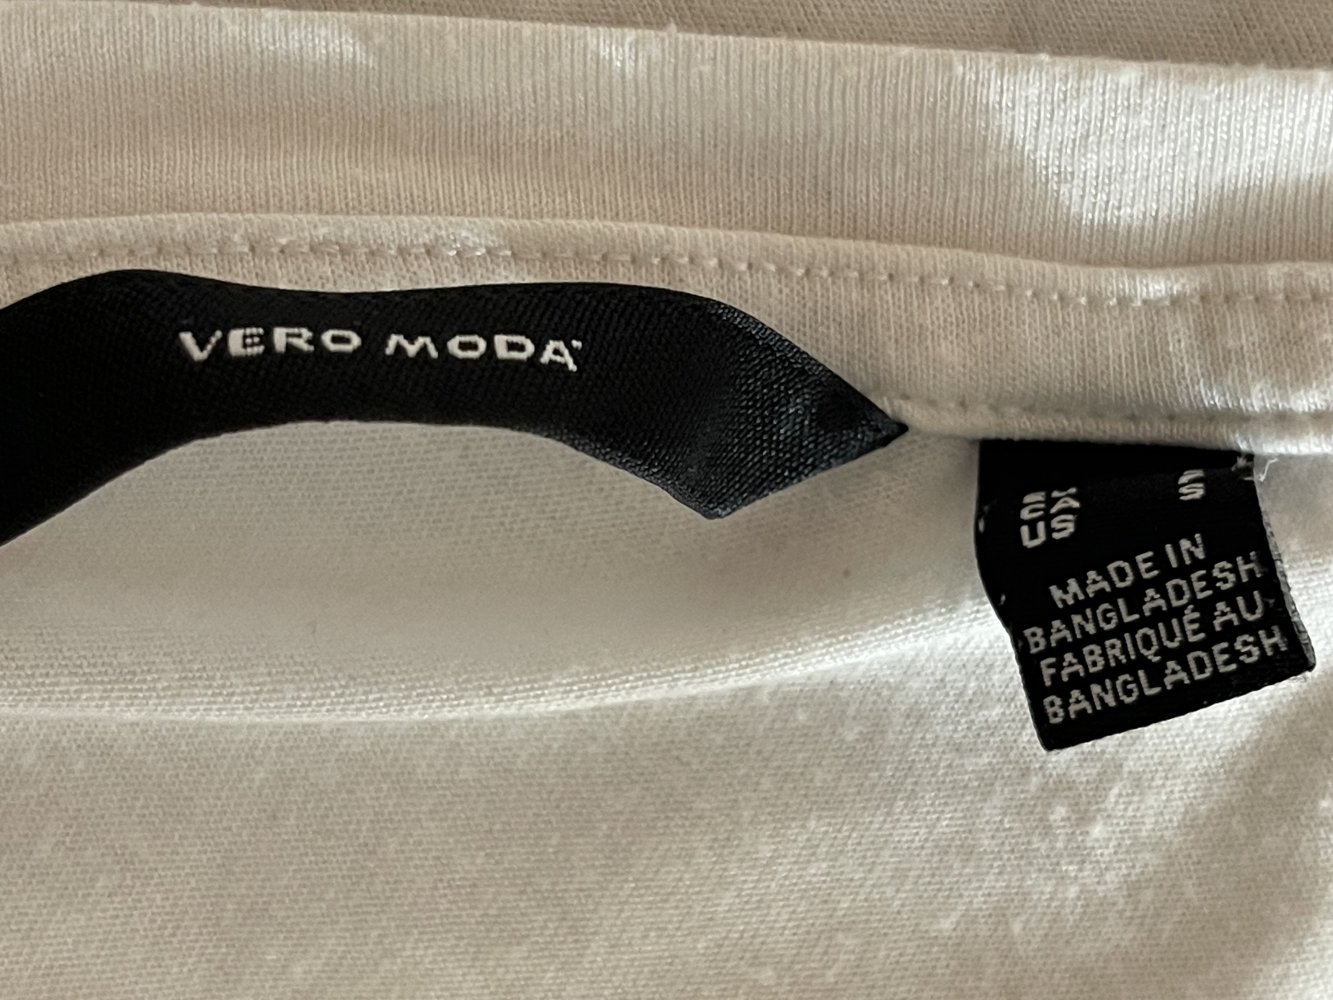 VERO MODA
S
US
MADE IN
BANGLADESH
FABRIQUÉ AU
BANGLADESH